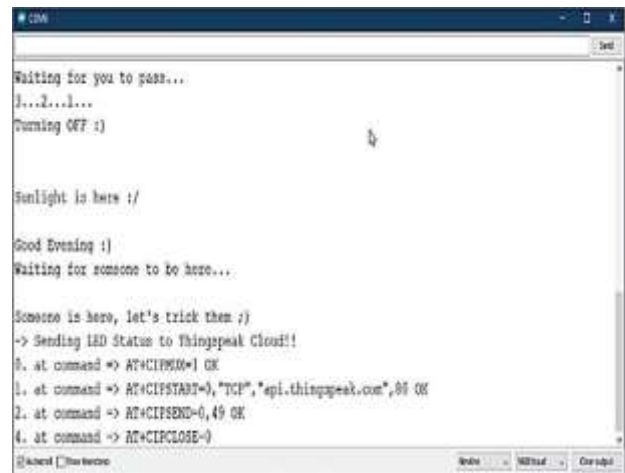 Send
Waiting for you to pass...
3...2...1...
Turning OFF :)
Sunlight is here :/
Good Evening :)
Waiting for someone to be here...
Someone is here, let's trick them ;)
-> Sending LED Status to Thingspeak Cloud!!
0. at command => AT+CIPMUX=1 OK
1. at command => AT+CIPSTART=0,"TCP","api.thingspeak.com",80 OK
2. at command => AT+CIPSEND=0,49 OK
4. at command => AT+CIPCLOSE=0
Autoscroll Show timestamp
Newline
Clear output